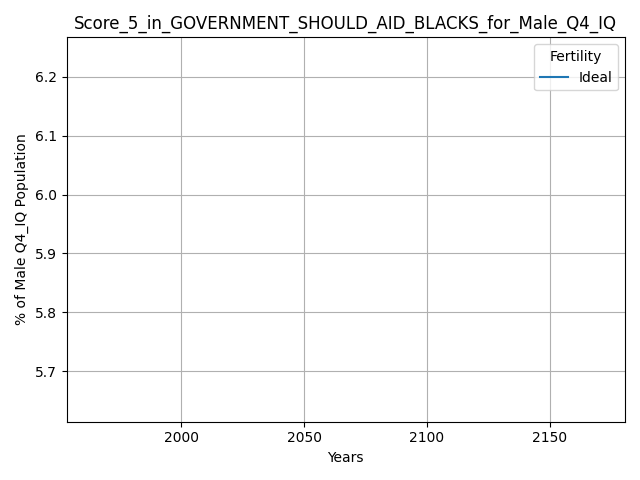 Score_5_in_GOVERNMENT_SHOULD_AID_BLACKS_for_Male_Q4_IQ
Fertility
Ideal
% of Male Q4_IQ Population
6.2
6.1
6.0
5.9
5.8
5.7
2000 2050 2100 2150
Years